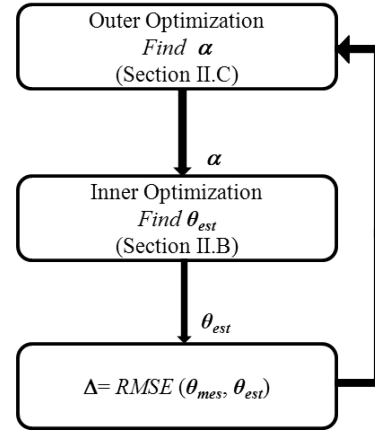 Outer Optimization
Find α
(Section II.C)
α
Inner Optimization
Find θest
(Section II.B)
θest
Δ= RMSE (θmes, θest)